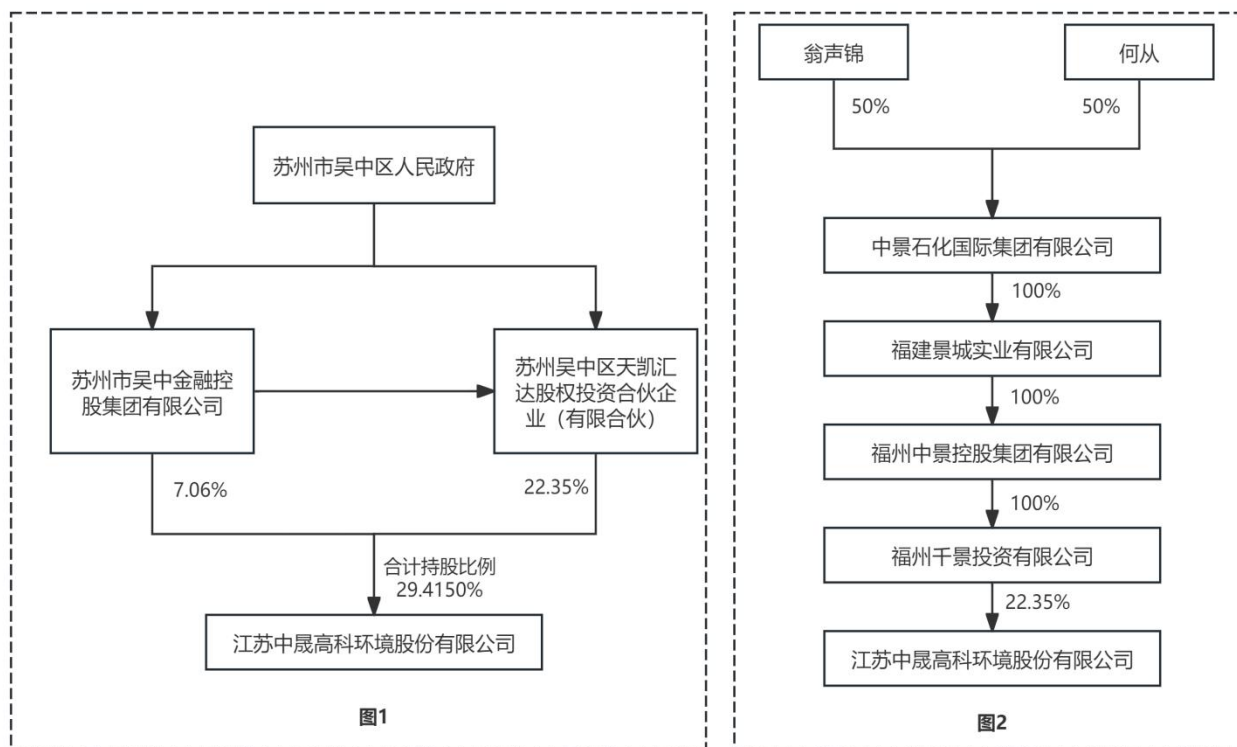 苏州市吴中区人民政府
苏州市吴中金融控
股集团有限公司
苏州吴中区天凯汇
达股权投资合伙企
业（有限合伙）
7.06%
22.35%
合计持股比例
29.4150%
江苏中晟高科环境股份有限公司
图1
翁声锦
何从
50%
50%
中景石化国际集团有限公司
100%
福建景城实业有限公司
100%
福州中景控股集团有限公司
100%
福州千景投资有限公司
22.35%
江苏中晟高科环境股份有限公司
图2